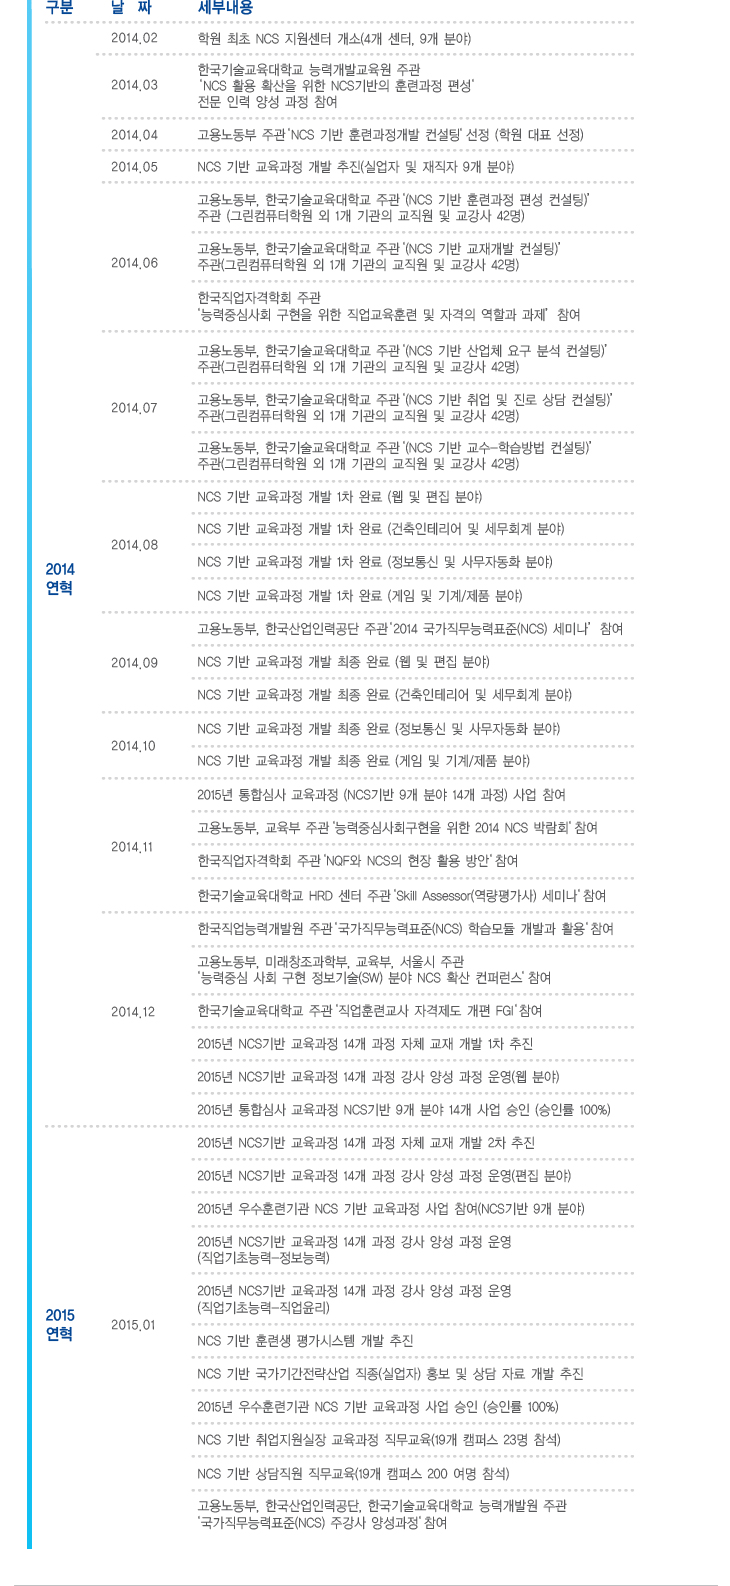 구분 날 짜 세부내용
2014.02 학원 최초 NCS 지원센터 개소(4개 센터, 9개 분야)
한국기술교육대학교 능력개발교육원 주관
2014.03 'NCS 활용 확산을 위한 NCS기반의 훈련과정 편성'
전문 인력 양성 과정 참여
2014.04 고용노동부 주관'NCS 기반 훈련과정개발 컨설팅' 선정 (학원 대표 선정)
2014.05 NCS 기반 교육과정 개발 추진(실업자 및 재직자 9개 분야)
고용노동부, 한국기술교육대학교 주관'(NCS 기반 훈련과정 편성 컨설팅)'
주관 (그린컴퓨터학원 외 1개 기관의 교직원 및 교강사 42명)
고용노동부, 한국기술교육대학교 주관'(NCS 기반 교재개발 컨설팅)'
2014.06 주관(그린컴퓨터학원 외 1개 기관의 교직원 및 교강사 42명)
한국직업자격학회 주관
'능력중심사회 구현을 위한 직업교육훈련 및 자격의 역할과 과제' 참여
고용노동부, 한국기술교육대학교 주관'(NCS 기반 산업체 요구 분석 컨설팅)'
주관(그린컴퓨터학원 외 1개 기관의 교직원 및 교강사 42명)
고용노동부, 한국기술교육대학교 주관'(NCS 기반 취업 및 진로 상담 컨설팅)'
2014.07 주관(그린컴퓨터학원 외 1개 기관의 교직원 및 교강사 42명)
고용노동부, 한국기술교육대학교 주관'(NCS 기반 교수-학습방법 컨설팅)'
주관(그린컴퓨터학원 외 1개 기관의 교직원 및 교강사 42명)
NCS 기반 교육과정 개발 1차 완료 (웹 및 편집 분야)
NCS 기반 교육과정 개발 1차 완료 (건축인테리어 및 세무회계 분야)
2014.08
NCS 기반 교육과정 개발 1차 완료 (정보통신 및 사무자동화 분야)
2014
연혁
NCS 기반 교육과정 개발 1차 완료 (게임 및 기계/제품 분야)
고용노동부, 한국산업인력공단 주관'2014 국가직무능력표준(NCS) 세미나' 참여
2014.09 NCS 기반 교육과정 개발 최종 완료 (웹 및 편집 분야)
NCS 기반 교육과정 개발 최종 완료 (건축인테리어 및 세무회계 분야)
NCS 기반 교육과정 개발 최종 완료 (정보통신 및 사무자동화 분야)
2014.10
NCS 기반 교육과정 개발 최종 완료 (게임 및 기계/제품 분야)
2015년 통합심사 교육과정 (NCS기반 9개 분야 14개 과정) 사업 참여
고용노동부, 교육부 주관'능력중심사회구현을 위한 2014 NCS 박람회'참여
2014.11
한국직업자격학회 주관'NQF와 NCS의 현장 활용 방안'참여
한국기술교육대학교 HRD 센터 주관'Skill Assessor(역량평가사) 세미나'참여
한국직업능력개발원 주관'국가직무능력표준(NCS) 학습모듈 개발과 활용'참여
고용노동부, 미래창조과학부, 교육부, 서울시 주관
'능력중심 사회 구현 정보기술(SW) 분야 NCS 확산 컨퍼런스'참여
2014.12 한국기술교육대학교 주관'직업훈련교사 자격제도 개편 FGI'참여
2015년 NCS기반 교육과정 14개 과정 자체 교재 개발 1차 추진
2015년 NCS기반 교육과정 14개 과정 강사 양성 과정 운영(웹 분야)
2015년 통합심사 교육과정 NCS기반 9개 분야 14개 사업 승인 (승인률 100%)
2015년 NCS기반 교육과정 14개 과정 자체 교재 개발 2차 추진
2015년 NCS기반 교육과정 14개 과정 강사 양성 과정 운영(편집 분야)
2015년 우수훈련기관 NCS 기반 교육과정 사업 참여(NCS기반 9개 분야)
2015년 NCS기반 교육과정 14개 과정 강사 양성 과정 운영
(직업기초능력-정보능력)
2015년 NCS기반 교육과정 14개 과정 강사 양성 과정 운영
(직업기초능력-직업윤리)
2015
연혁
2015.01
NCS 기반 훈련생 평가시스템 개발 추진
NCS 기반 국가기간전략산업 직종(실업자) 홍보 및 상담 자료 개발 추진
2015년 우수훈련기관 NCS 기반 교육과정 사업 승인 (승인률 100%)
NCS 기반 취업지원실장 교육과정 직무교육(19개 캠퍼스 23명 참석)
NCS 기반 상담직원 직무교육(19개 캠퍼스 200 여명 참석)
고용노동부, 한국산업인력공단, 한국기술교육대학교 능력개발원 주관
'국가직무능력표준(NCS) 주강사 양성과정'참여